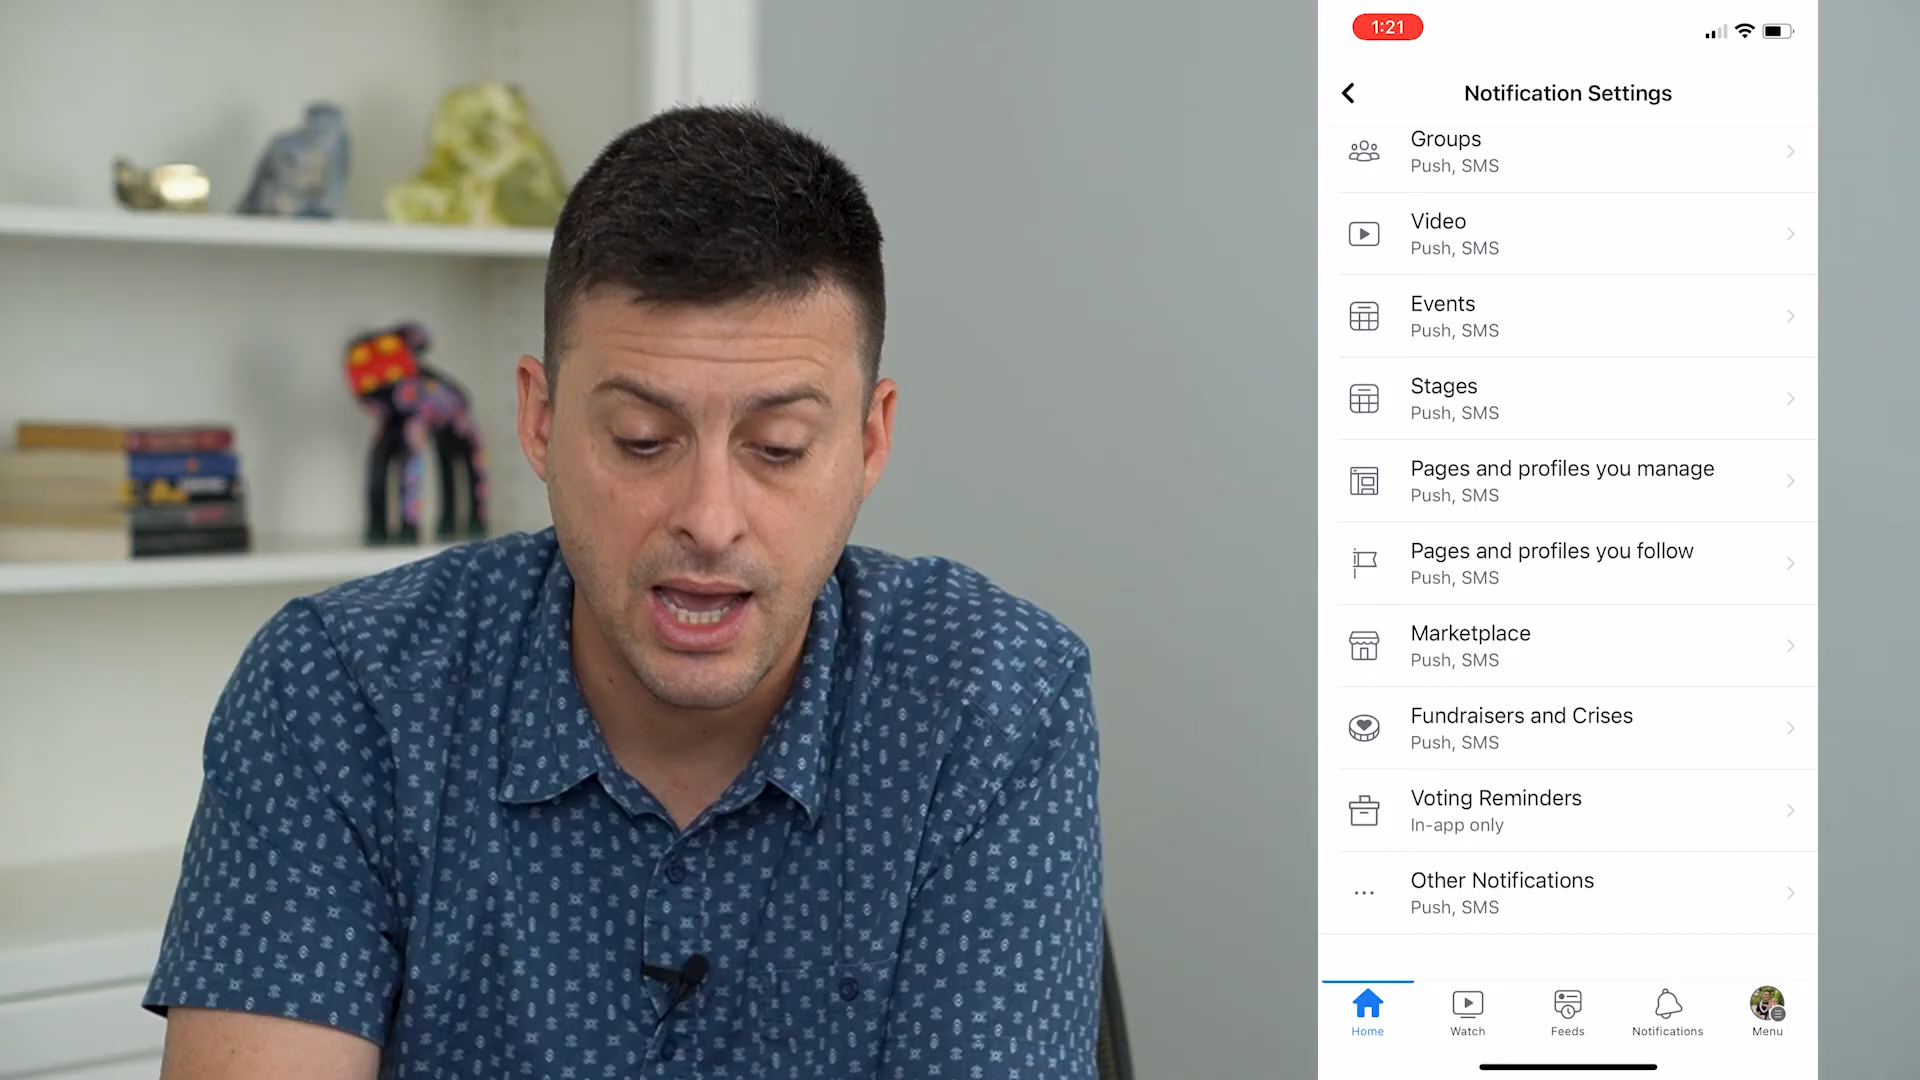 1:21
Notification Settings
Groups
Push, SMS
Video
Push, SMS
Events
Push, SMS
Stages
Push, SMS
Pages and profiles you manage
Push, SMS
Pages and profiles you follow
Push, SMS
Marketplace
Push, SMS
Fundraisers and Crises
Push, SMS
Voting Reminders
In-app only
Other Notifications
Push, SMS
Home
Watch
Feeds
Notifications
Menu